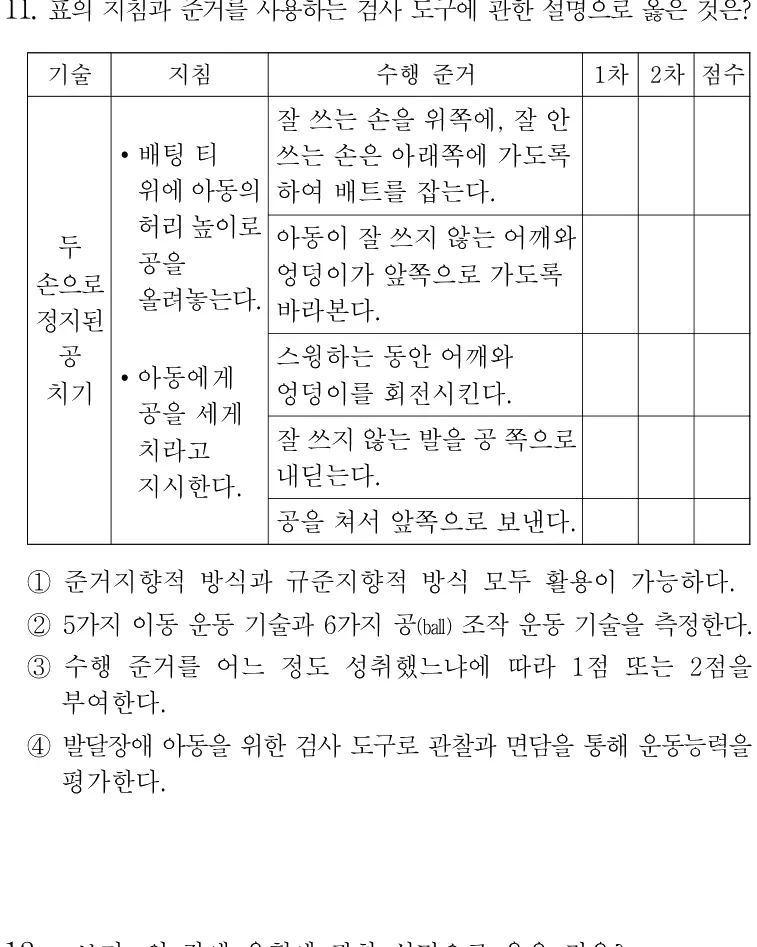 11. 표의 지침과 준거를 사용하는 검사 도구에 관한 설명으로 옳은 것은?
기술 지침 수행 준거 1차 2차 점수
두
손으로
정지된
공
치기
• 배팅 티
위에 아동의
허리 높이로
공을
올려놓는다.
• 아동에게
공을 세게
치라고
지시한다.
잘 쓰는 손을 위쪽에, 잘 안
쓰는 손은 아래쪽에 가도록
하여 배트를 잡는다.
아동이 잘 쓰지 않는 어깨와
엉덩이가 앞쪽으로 가도록
바라본다.
스윙하는 동안 어깨와
엉덩이를 회전시킨다.
잘 쓰지 않는 발을 공 쪽으로
내딛는다.
공을 쳐서 앞쪽으로 보낸다.
① 준거지향적 방식과 규준지향적 방식 모두 활용이 가능하다.
② 5가지 이동 운동 기술과 6가지 공(ball) 조작 운동 기술을 측정한다.
③ 수행 준거를 어느 정도 성취했느냐에 따라 1점 또는 2점을
부여한다.
④ 발달장애 아동을 위한 검사 도구로 관찰과 면담을 통해 운동능력을
평가한다.